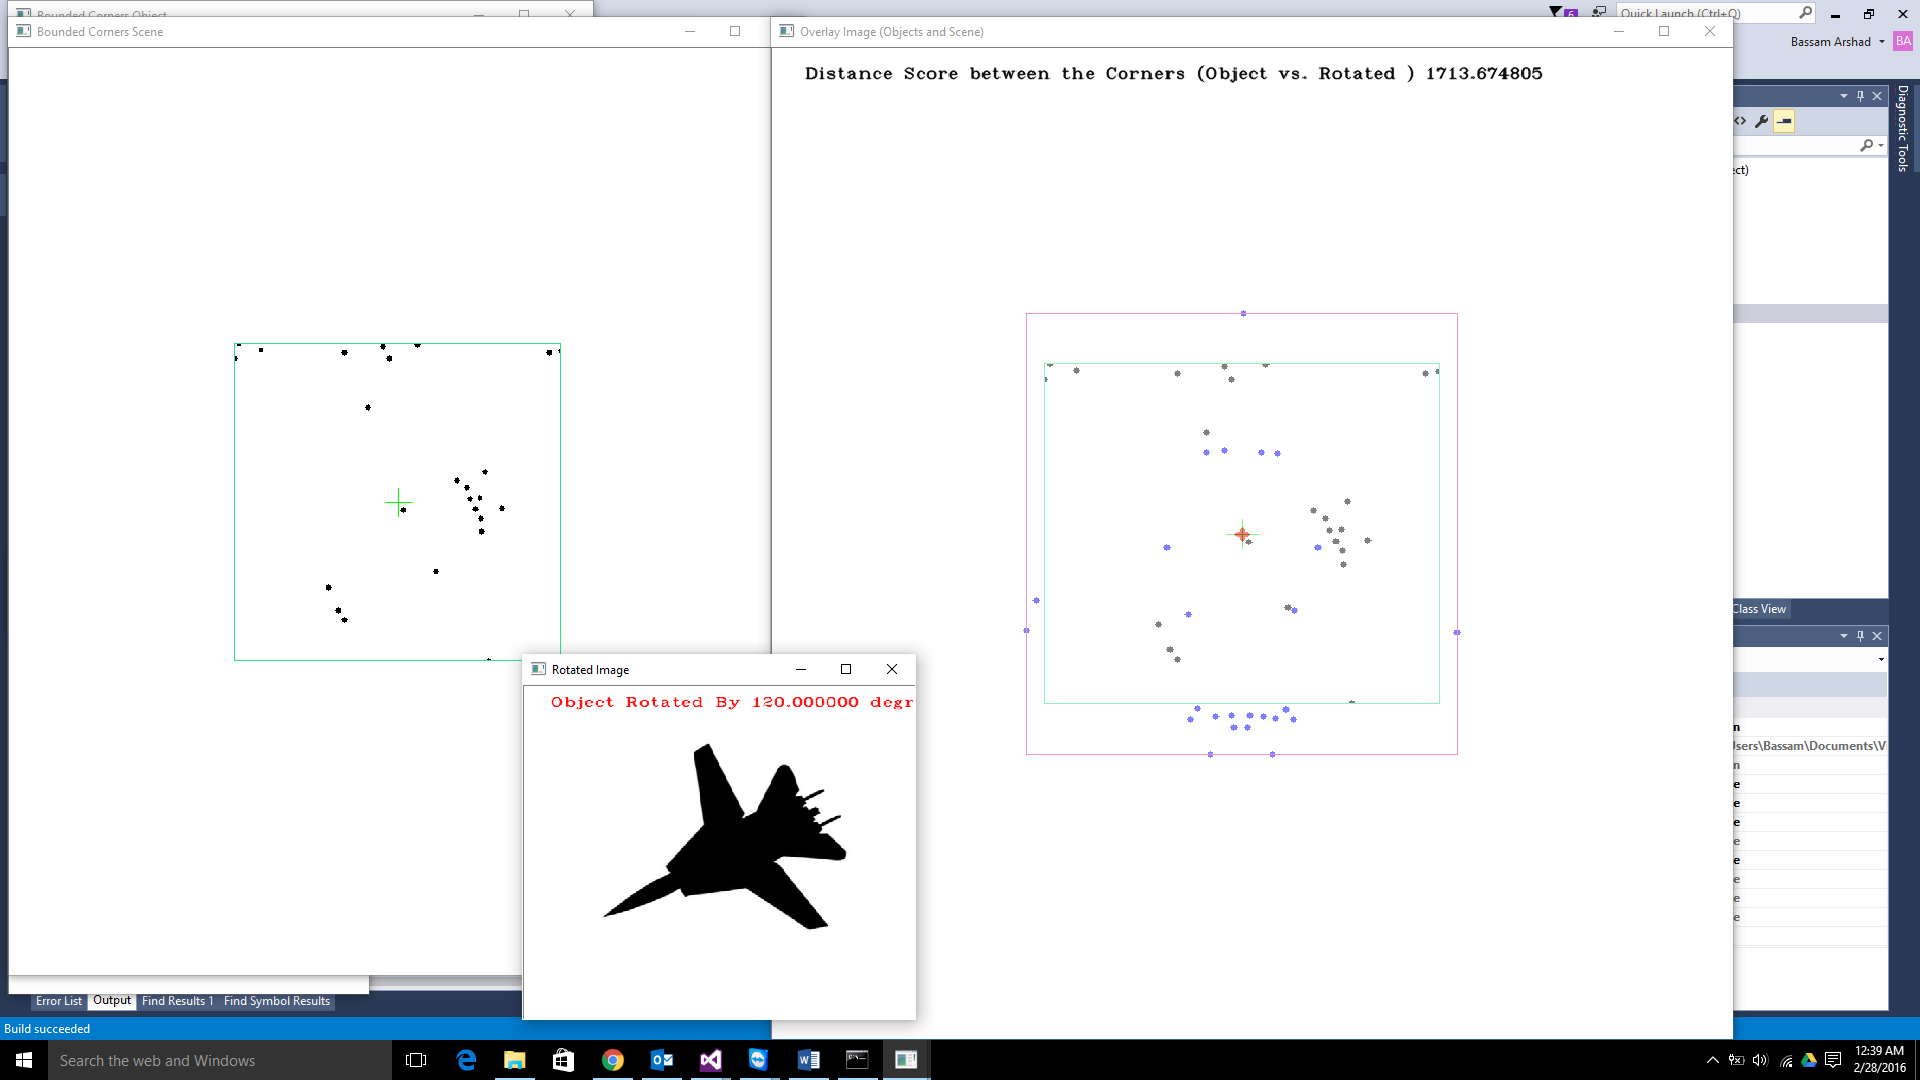 Bounded Corners Object
Quick Launch (Ctrl+Q)
Bounded Corners Scene
Overlay Image (Objects and Scene)
Bassam Arshad
BA
Distance Score between the Corners (Object vs. Rotated ) 1713.674805
Diagnostic Tools
ect)
Class View
Rotated Image
Object Rotated By 120.000000 degr
n
Users\Bassam\Documents\Vi
n
e
e
e
e
e
e
e
e
Error List
Output
Find Results 1
Find Symbol Results
Build succeeded
Search the web and Windows
12:39 AM
2/28/2016